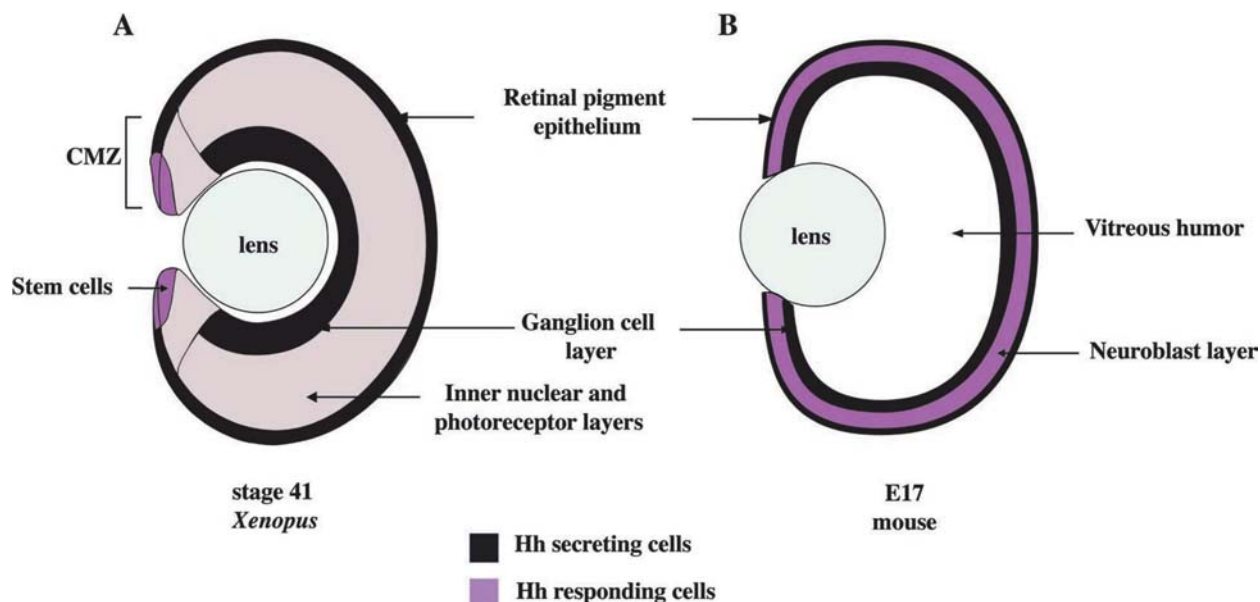 A
B
Retinal pigment
epithelium
CMZ
lens
lens
Vitreous humor
Stem cells
Ganglion cell
layer
Neuroblast layer
Inner nuclear and
photoreceptor layers
stage 41
Xenopus
E17
mouse
Hh secreting cells
Hh responding cells